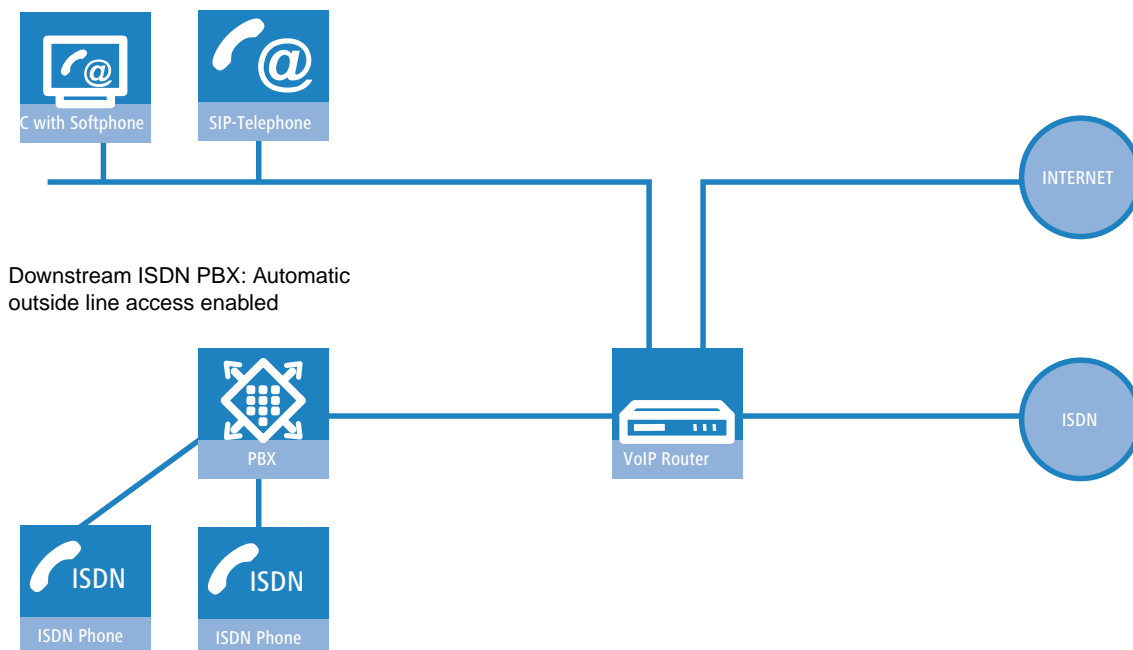 @
@
C with Softphone
SIP-Telephone
INTERNET
Downstream ISDN PBX: Automatic
outside line access enabled
PBX
VoIP Router
ISDN
ISDN
ISDN
ISDN Phone
ISDN Phone